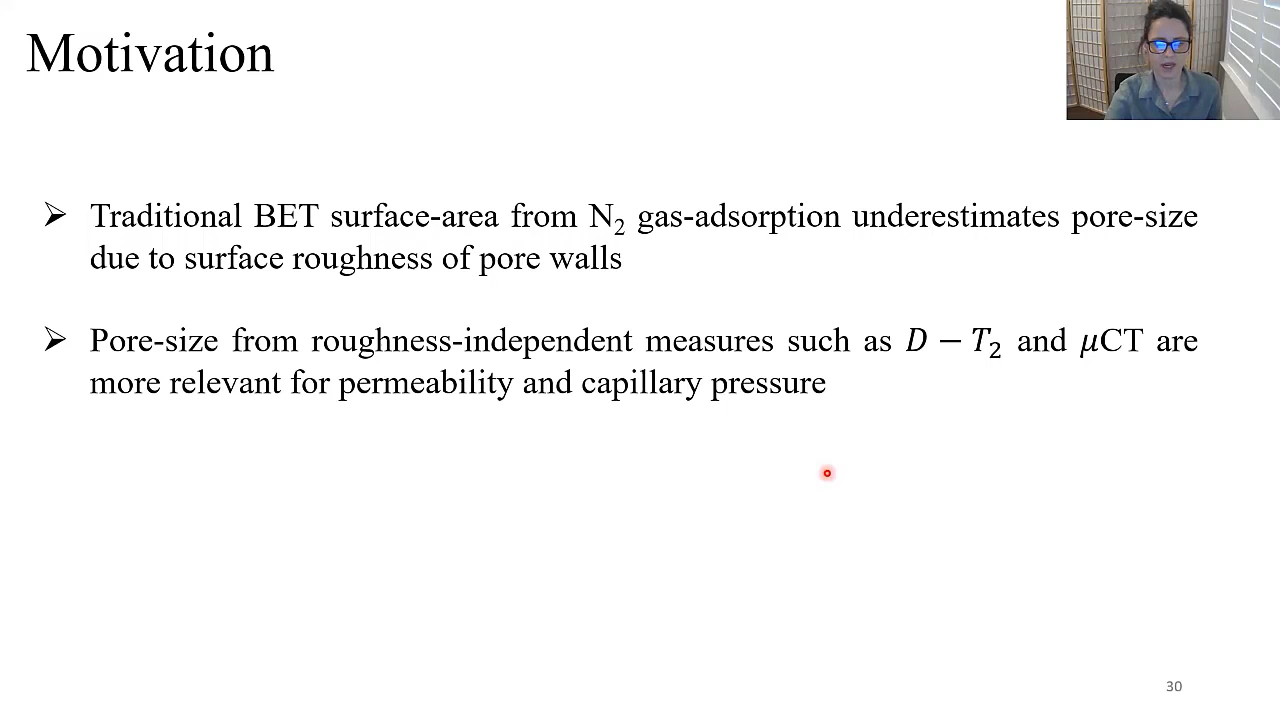 Motivation
➢ Traditional BET surface-area from N₂ gas-adsorption underestimates pore-size
due to surface roughness of pore walls
➢ Pore-size from roughness-independent measures such as 𝐷 − 𝑇₂ and 𝜇CT are
more relevant for permeability and capillary pressure
30